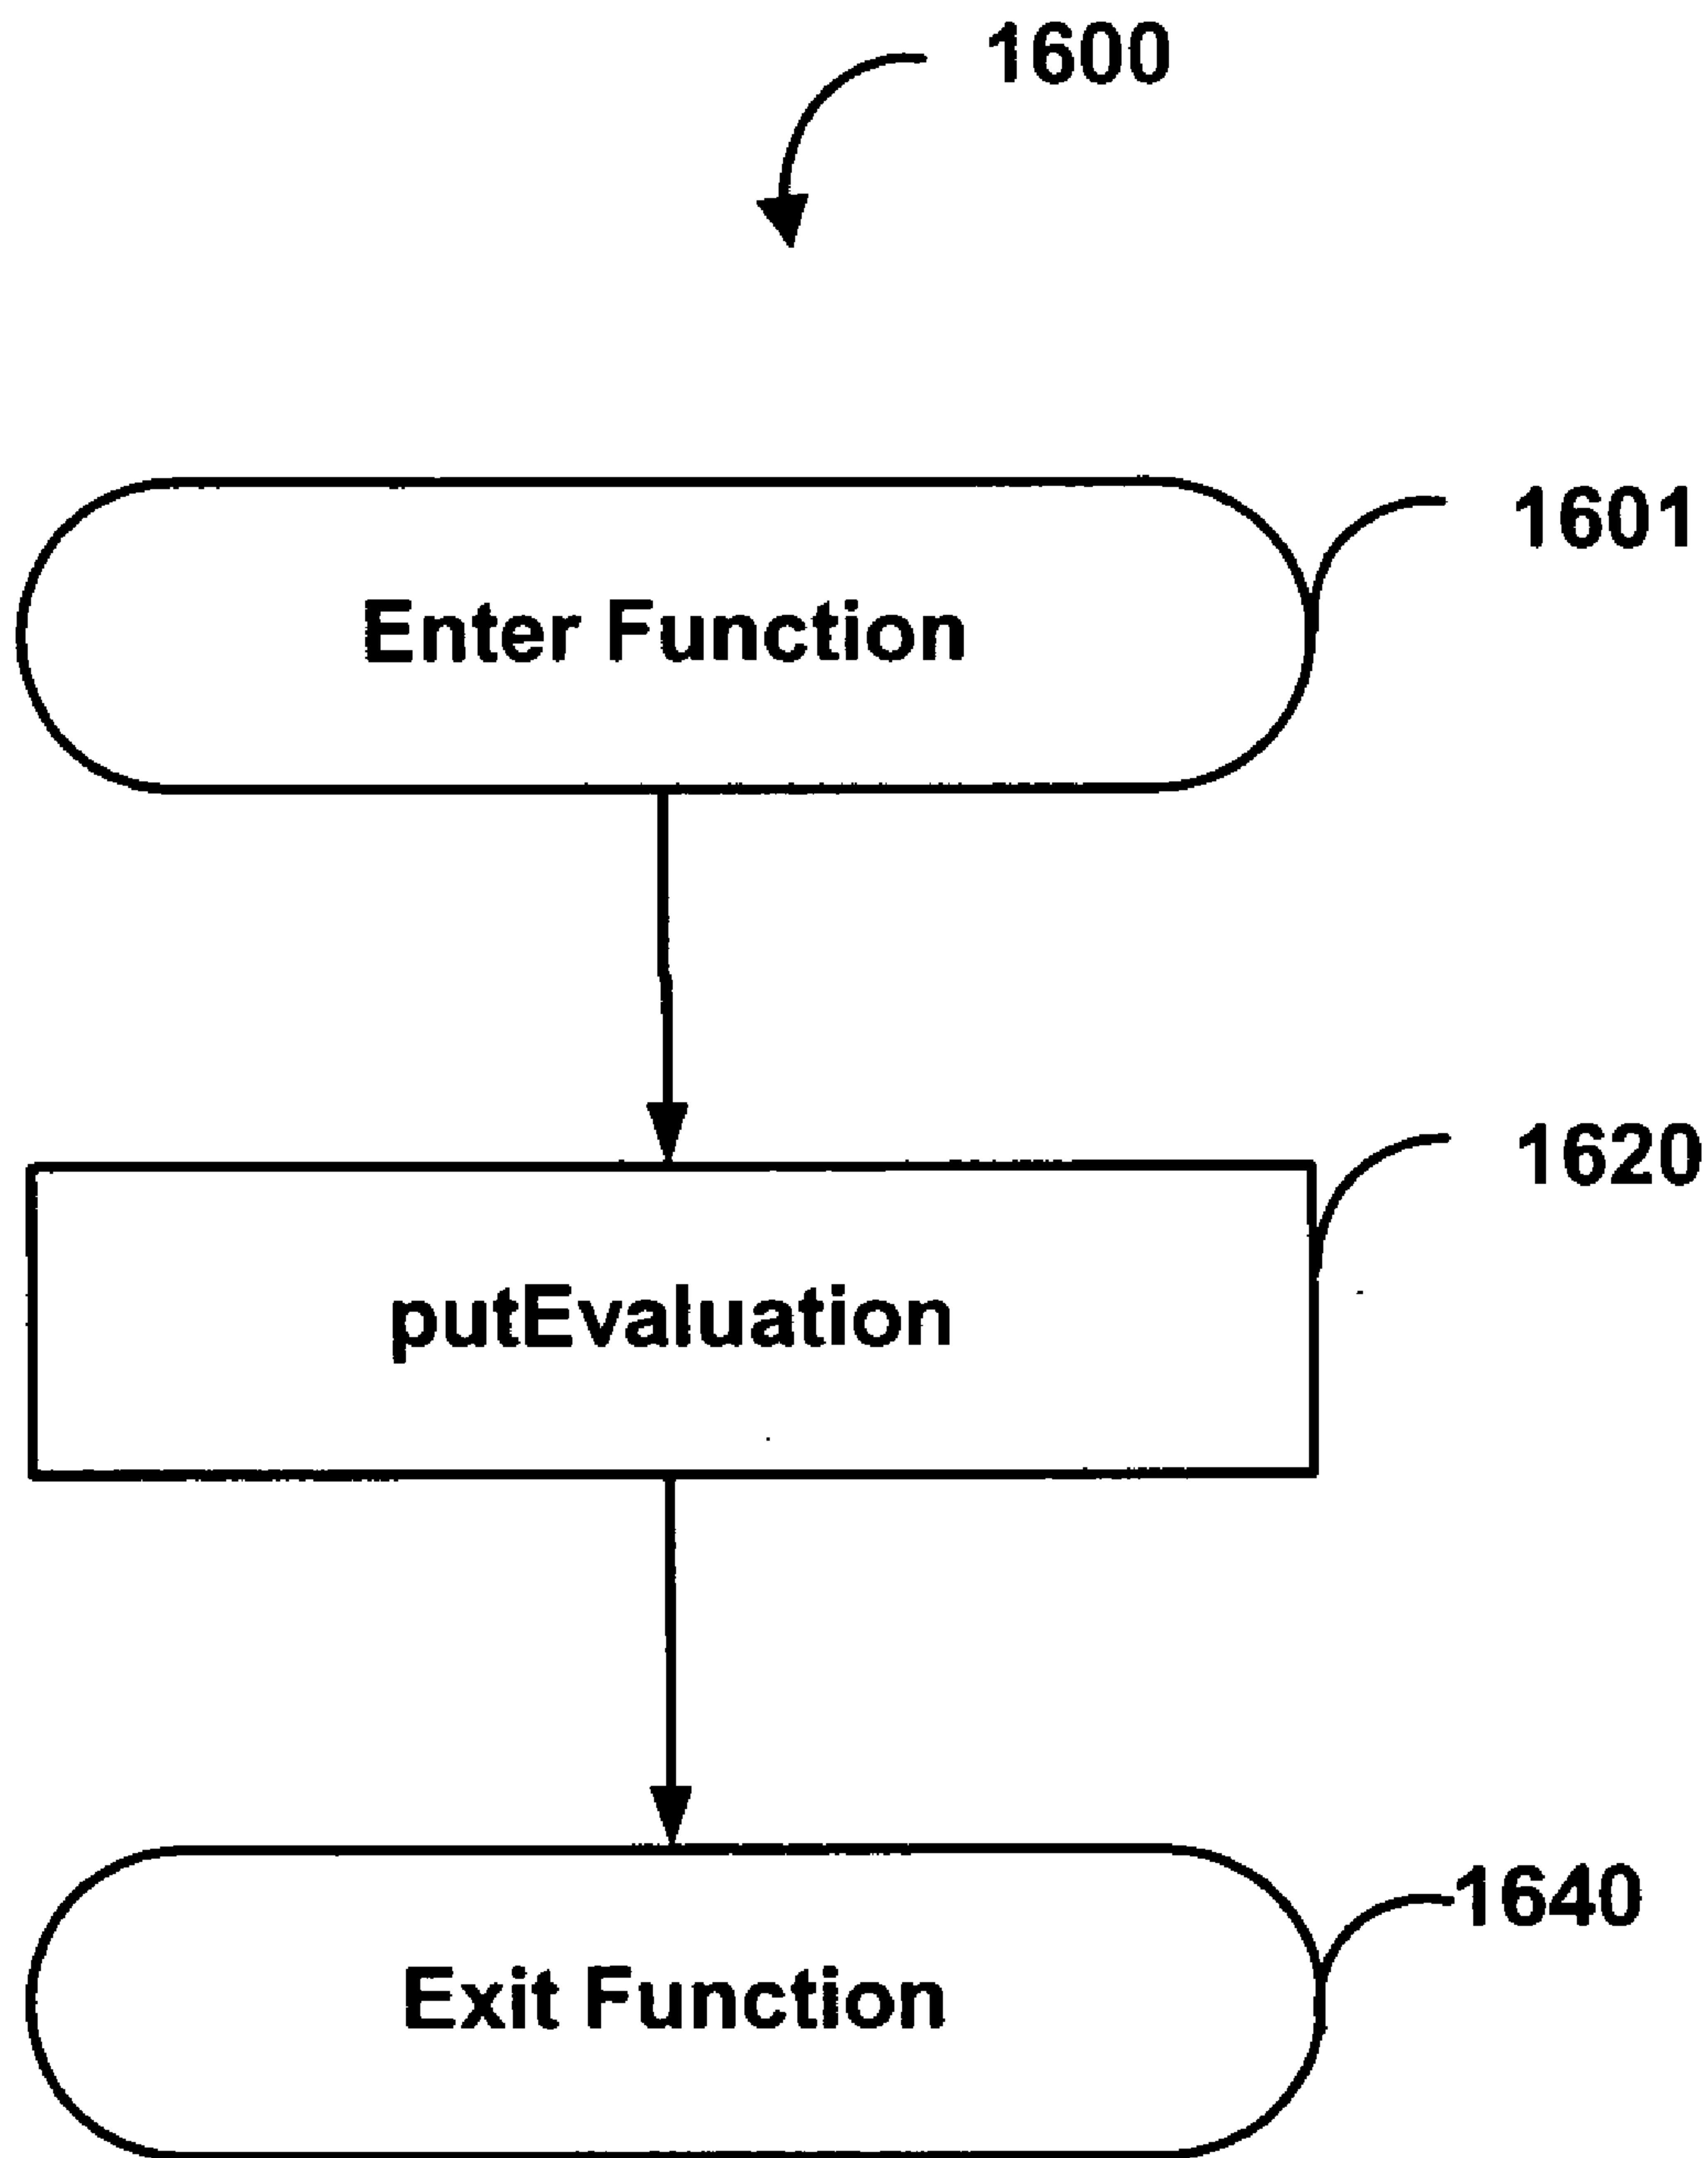 1600
1601
Enter Function
1620
putEvaluation
1640
Exit Function